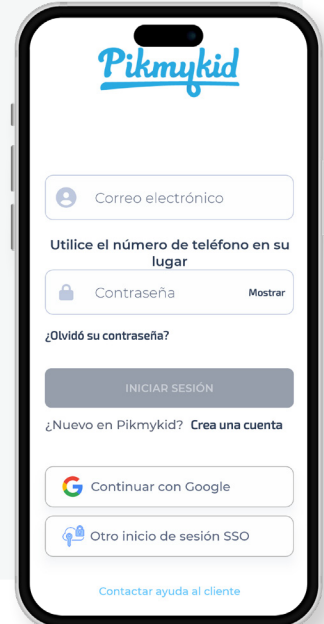 Pikmykid
Correo electrónico
Utilice el número de teléfono en su
lugar
Contraseña Mostrar
¿Olvidó su contraseña?
INICIAR SESIÓN
¿Nuevo en Pikmykid? Crea una cuenta
Continuar con Google
Otro inicio de sesión SSO
Contactar ayuda al cliente